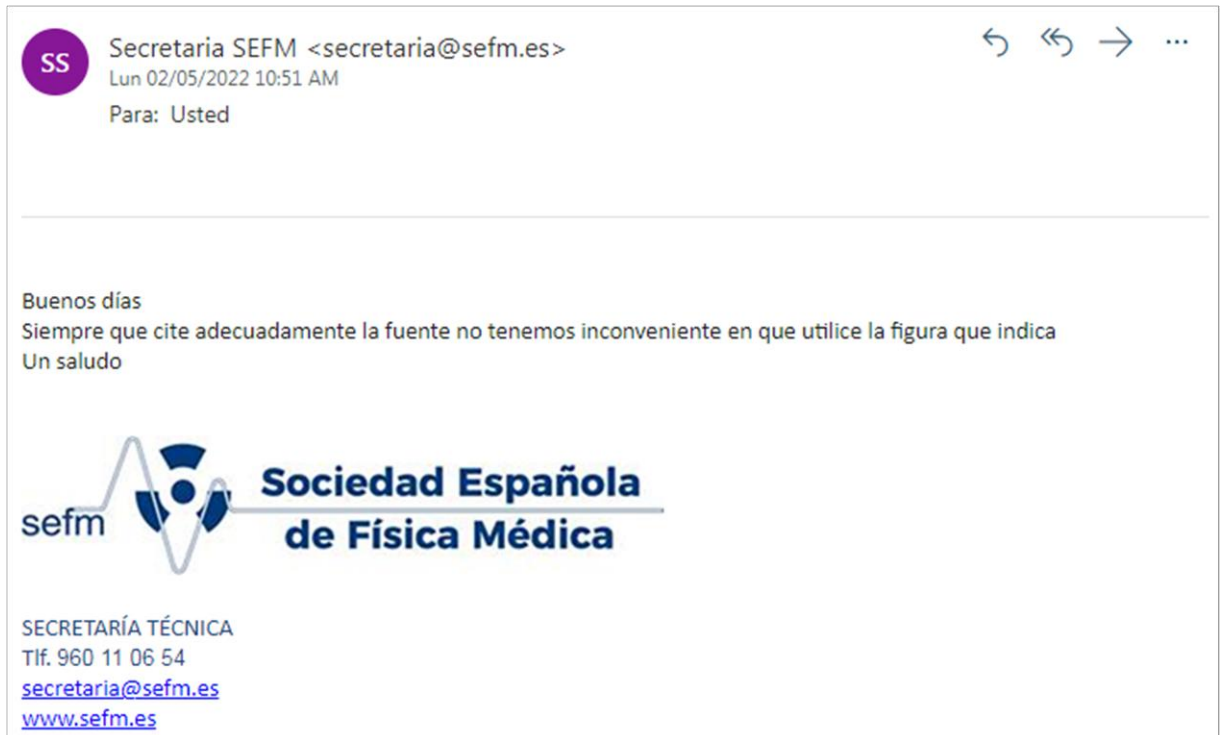 SS
Secretaria SEFM <secretaria@sefm.es>
Lun 02/05/2022 10:51 AM
Para: Usted
Buenos días
Siempre que cite adecuadamente la fuente no tenemos inconveniente en que utilice la figura que indica
Un saludo
sefm
Sociedad Española
de Física Médica
SECRETARÍA TÉCNICA
Tlf. 960 11 06 54
secretaria@sefm.es
www.sefm.es